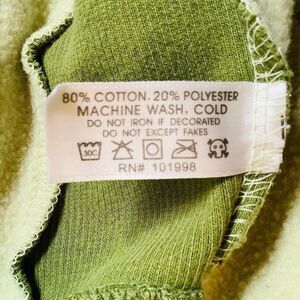 80% COTTON. 20% POLYESTER
MACHINE WASH. COLD
DO NOT IRON IF DECORATED
DO NOT EXCEPT FAKES
30C
RN# 101998